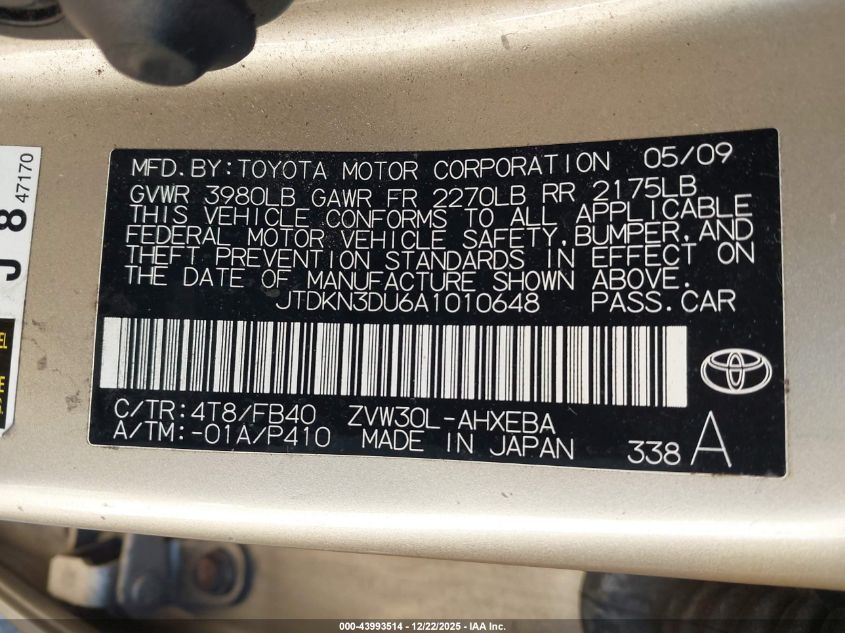 MFD.BY:TOYOTA MOTOR CORPORATION 05/09
GVWR 3980LB GAWR FR 2270LB RR 2175LB
THIS VEHICLE CONFORMS TO ALL APPLICABLE
FEDERAL MOTOR VEHICLE SAFETY,BUMPER,AND
THEFT PREVENTION STANDARDS IN EFFECT ON
THE DATE OF MANUFACTURE SHOWN ABOVE.
JTDKN3DU6A1010648 PASS.CAR
C/TR:4T8/FB40 ZVW30L-AHXEBA
A/TM:-01A/P410 MADE IN JAPAN 338 A
J 8 47170
000-43993514 • 12/22/2025 - IAA Inc.